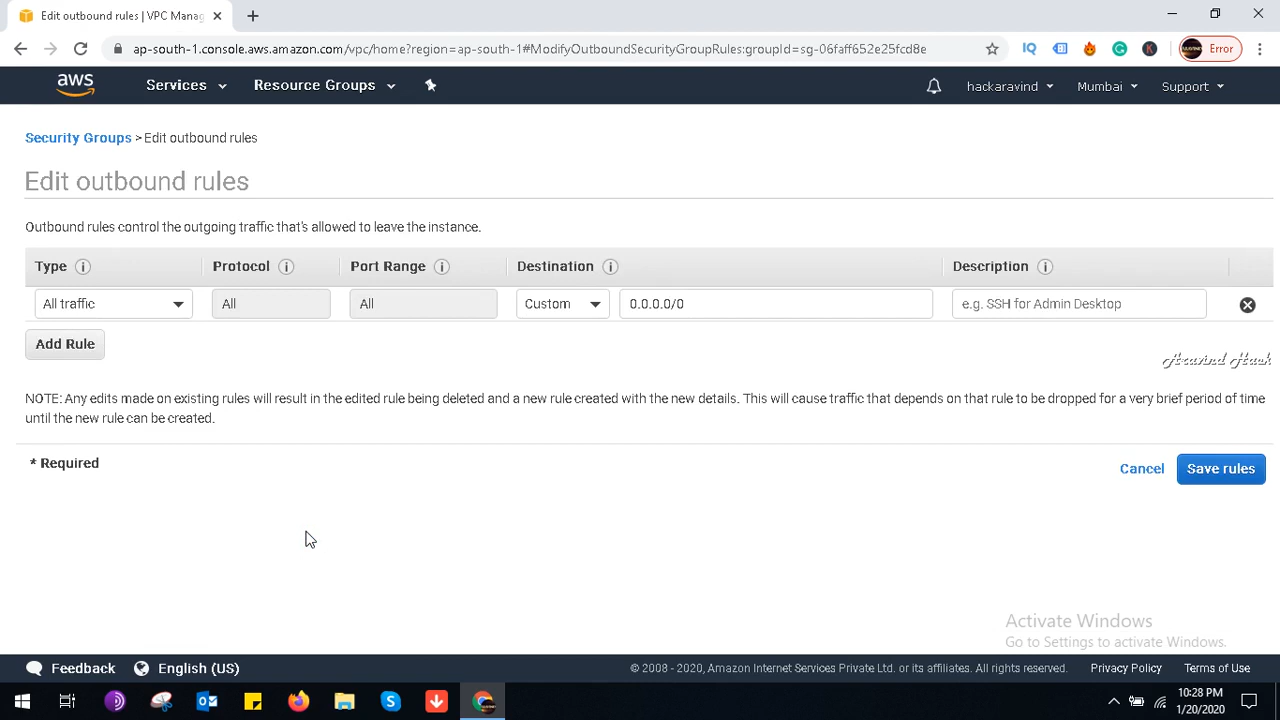 Edit outbound rules | VPC Manag
ap-south-1.console.aws.amazon.com/vpc/home?region=ap-south-1#ModifyOutboundSecurityGroupRules:groupId=sg-06faff652e25fcd8e
IQ
K
Error
aws
Services
Resource Groups
hackaravind
Mumbai
Support
Security Groups > Edit outbound rules
Edit outbound rules
Outbound rules control the outgoing traffic that's allowed to leave the instance.
Type i Protocol i Port Range i Destination i Description i
All traffic All All Custom 0.0.0.0/0 e.g. SSH for Admin Desktop
Add Rule
Aravind Hack
NOTE: Any edits made on existing rules will result in the edited rule being deleted and a new rule created with the new details. This will cause traffic that depends on that rule to be dropped for a very brief period of time
until the new rule can be created.
* Required
Cancel Save rules
Activate Windows
Go to Settings to activate Windows.
Feedback English (US) © 2008 - 2020, Amazon Internet Services Private Ltd. or its affiliates. All rights reserved. Privacy Policy Terms of Use
10:28 PM
1/20/2020